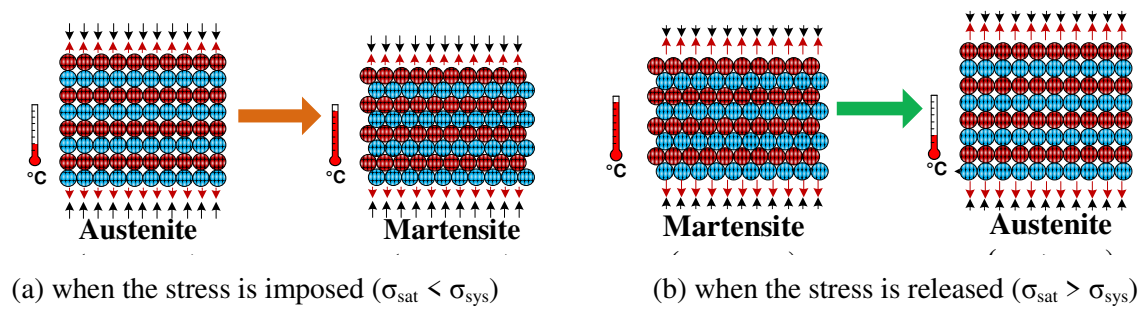 °C
°C
°C
°C
Austenite
Martensite
Martensite
Austenite
(a) when the stress is imposed (σsat < σsys)
(b) when the stress is released (σsat > σsys)